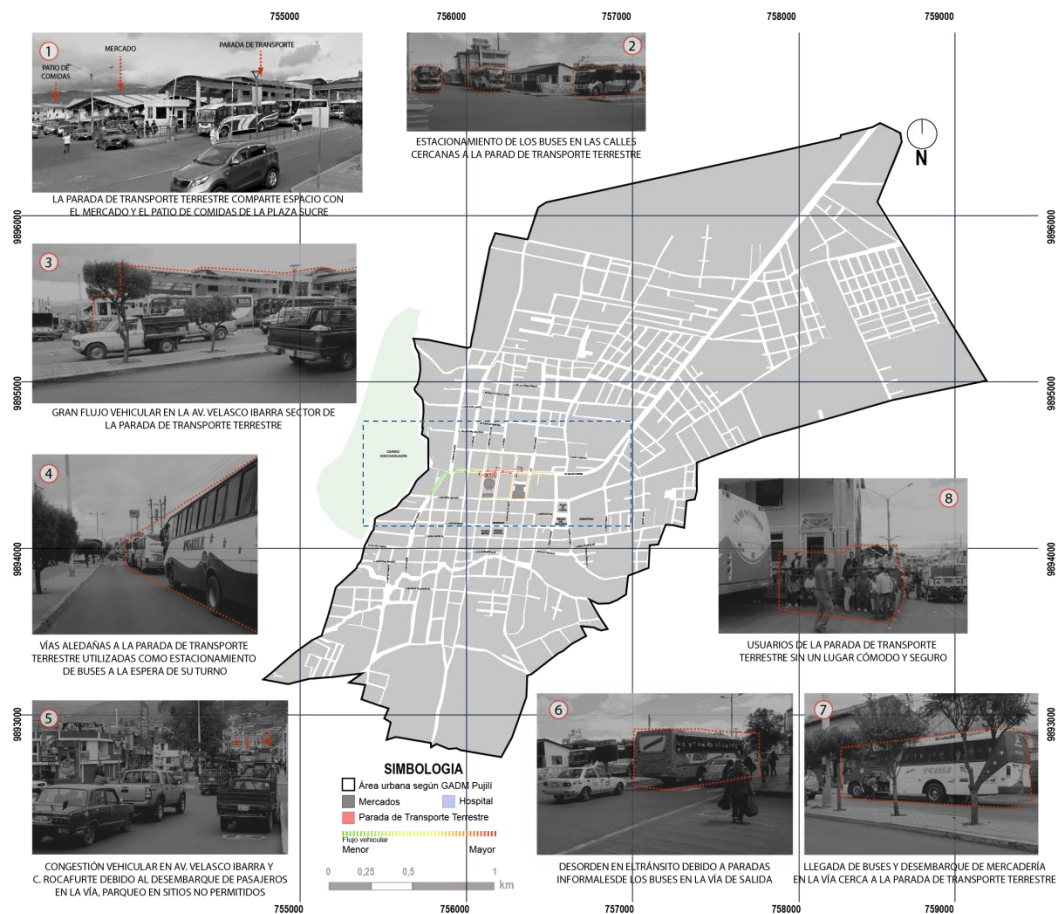 755000
756000
757000
758000
759000
1
MERCADO
PARADA DE TRANSPORTE
PATIO DE
COMIDAS
LA PARADA DE TRANSPORTE TERRESTRE COMPARTE ESPACIO CON
EL MERCADO Y EL PATIO DE COMIDAS DE LA PLAZA SUCRE
2
ESTACIONAMIENTO DE LOS BUSES EN LAS CALLES
CERCANAS A LA PARAD DE TRANSPORTE TERRESTRE
N
9896000
9896000
3
GRAN FLUJO VEHICULAR EN LA AV. VELASCO IBARRA SECTOR DE
LA PARADA DE TRANSPORTE TERRESTRE
9895000
9895000
CERRO
4
VÍAS ALEDAÑAS A LA PARADA DE TRANSPORTE
TERRESTRE UTILIZADAS COMO ESTACIONAMIENTO
DE BUSES A LA ESPERA DE SU TURNO
9894000
9894000
8
USUARIOS DE LA PARADA DE TRANSPORTE
TERRESTRE SIN UN LUGAR CÓMODO Y SEGURO
9893000
9893000
5
CONGESTIÓN VEHICULAR EN AV. VELASCO IBARRA Y
C. ROCAFURTE DEBIDO AL DESEMBARQUE DE PASAJEROS
EN LA VÍA, PARQUEO EN SITIOS NO PERMITIDOS
SIMBOLOGIA
Área urbana según GADM Pujilí
Mercados
Hospital
Parada de Transporte Terrestre
Flujo vehicular
Menor
Mayor
0
0,5
1
km
6
DESORDEN EN ELTRÁNSITO DEBIDO A PARADAS
INFORMALESDE LOS BUSES EN LA VÍA DE SALIDA
7
LLEGADA DE BUSES Y DESEMBARQUE DE MERCADERÍA
EN LA VÍA CERCA A LA PARADA DE TRANSPORTE TERRESTRE
755000
756000
757000
758000
759000